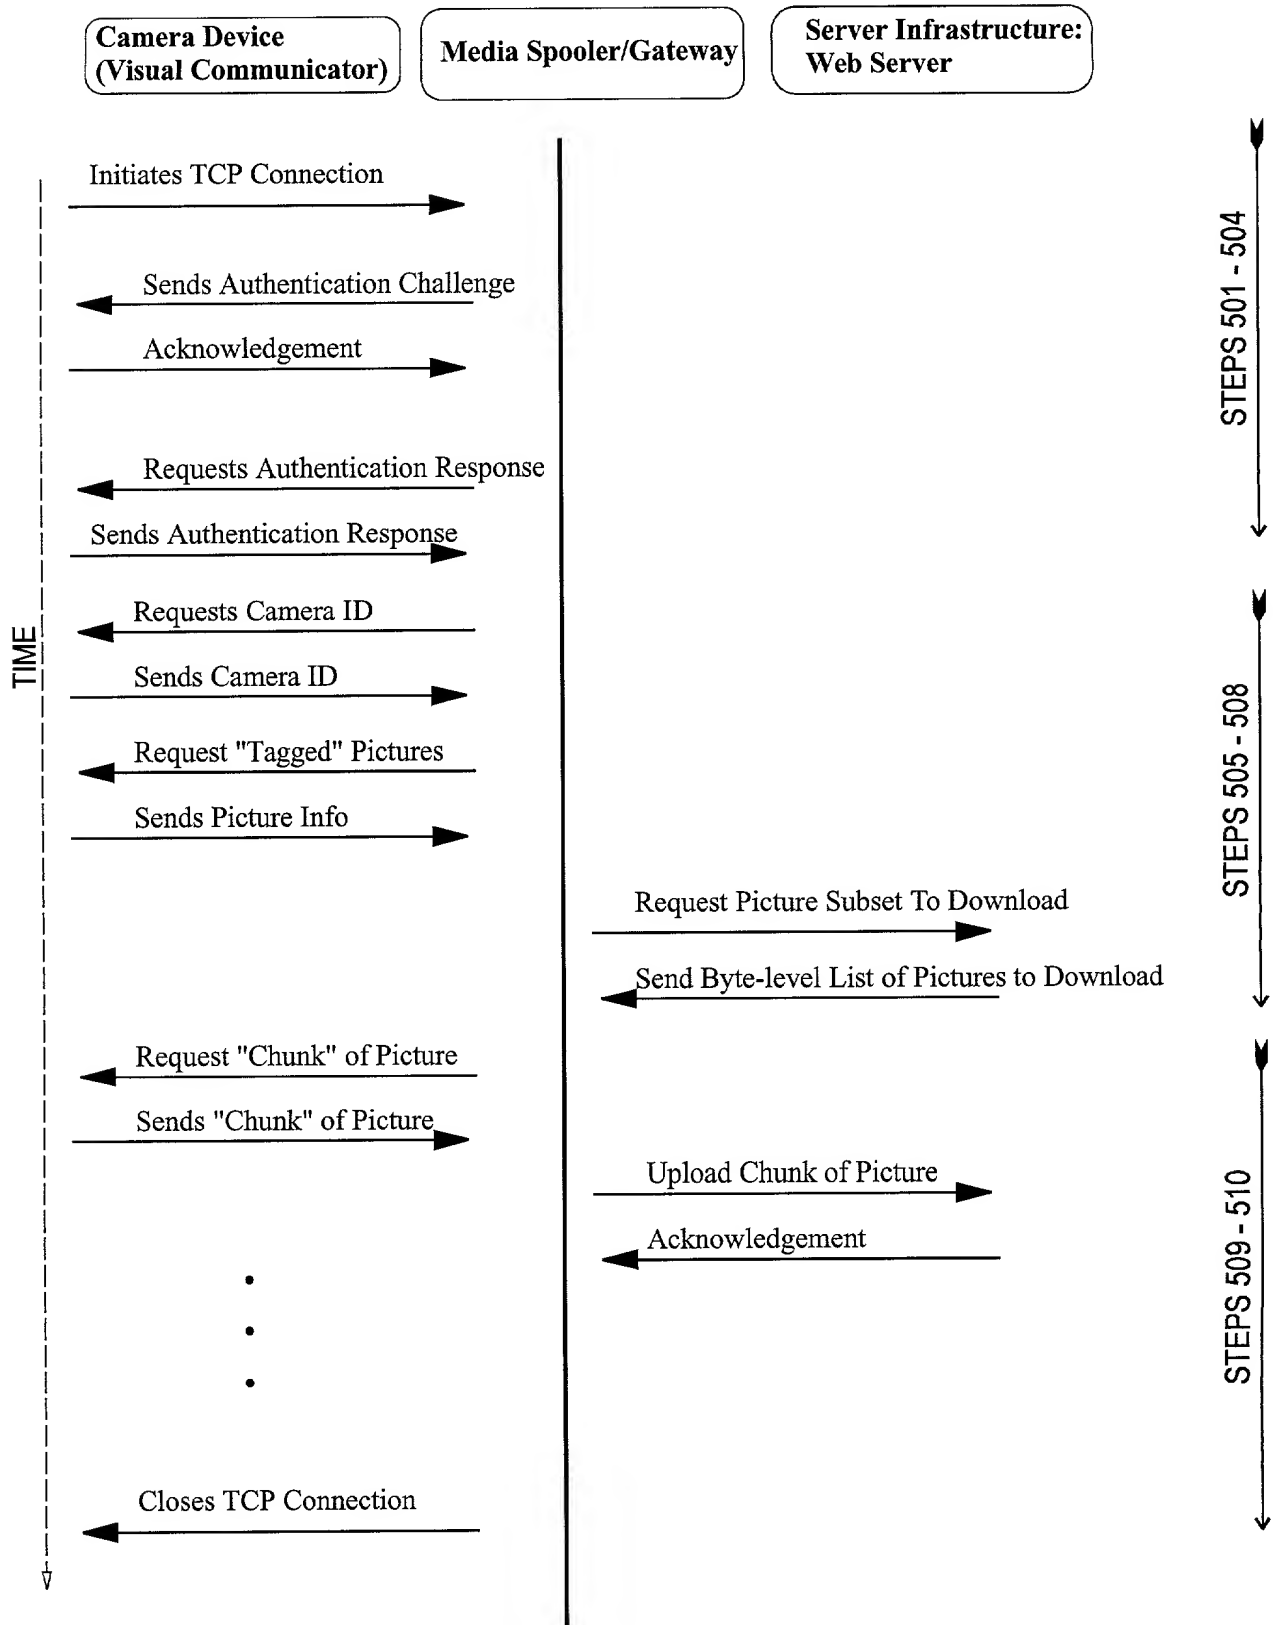 Camera Device
(Visual Communicator)
Media Spooler/Gateway
Server Infrastructure:
Web Server
Initiates TCP Connection
Sends Authentication Challenge
Acknowledgement
Requests Authentication Response
Sends Authentication Response
Requests Camera ID
Sends Camera ID
Request "Tagged" Pictures
Sends Picture Info
Request Picture Subset To Download
Send Byte-level List of Pictures to Download
Request "Chunk" of Picture
Sends "Chunk" of Picture
Upload Chunk of Picture
Acknowledgement
Closes TCP Connection
TIME
STEPS 501 - 504
STEPS 505 - 508
STEPS 509 - 510